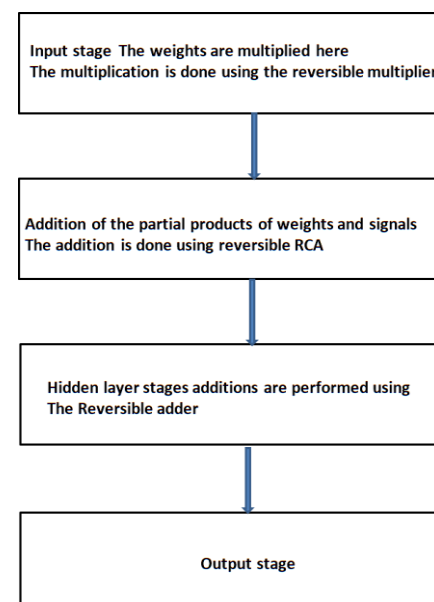 Input stage The weights are multiplied here
The multiplication is done using the reversible multiplier
Addition of the partial products of weights and signals
The addition is done using reversible RCA
Hidden layer stages additions are performed using
The Reversible adder
Output stage